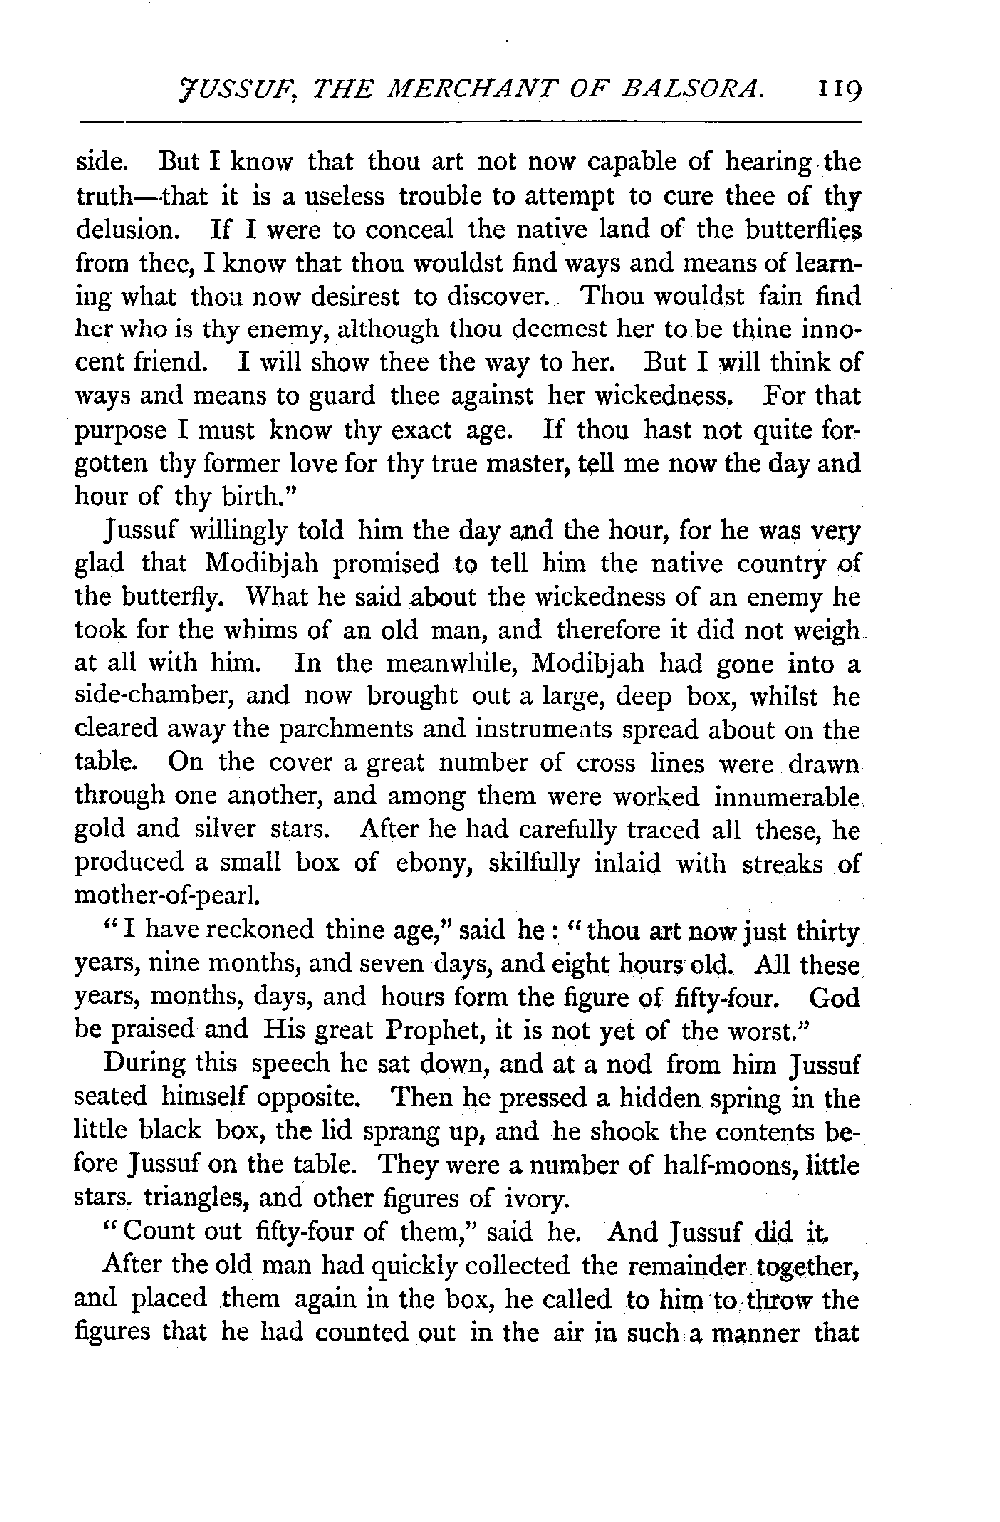 JUSSUF, THE MERCHANT OF BALSORA. 119
side. But I know that thou art not now capable of hearing the
truth—that it is a useless trouble to attempt to cure thee of thy
delusion. If I were to conceal the native land of the butterflies
from thee, I know that thou wouldst find ways and means of learn-
ing what thou now desirest to discover. Thou wouldst fain find
her who is thy enemy, although thou deemest her to be thine inno-
cent friend. I will show thee the way to her. But I will think of
ways and means to guard thee against her wickedness. For that
purpose I must know thy exact age. If thou hast not quite for-
gotten thy former love for thy true master, tell me now the day and
hour of thy birth."
Jussuf willingly told him the day and the hour, for he was very
glad that Modibjah promised to tell him the native country of
the butterfly. What he said about the wickedness of an enemy he
took for the whims of an old man, and therefore it did not weigh
at all with him. In the meanwhile, Modibjah had gone into a
side-chamber, and now brought out a large, deep box, whilst he
cleared away the parchments and instruments spread about on the
table. On the cover a great number of cross lines were drawn
through one another, and among them were worked innumerable
gold and silver stars. After he had carefully traced all these, he
produced a small box of ebony, skilfully inlaid with streaks of
mother-of-pearl.
"I have reckoned thine age," said he: "thou art now just thirty
years, nine months, and seven days, and eight hours old. All these
years, months, days, and hours form the figure of fifty-four. God
be praised and His great Prophet, it is not yet of the worst."
During this speech he sat down, and at a nod from him Jussuf
seated himself opposite. Then he pressed a hidden spring in the
little black box, the lid sprang up, and he shook the contents be-
fore Jussuf on the table. They were a number of half-moons, little
stars. triangles, and other figures of ivory.
"Count out fifty-four of them," said he. And Jussuf did it.
After the old man had quickly collected the remainder together,
and placed them again in the box, he called to him to throw the
figures that he had counted out in the air in such a manner that